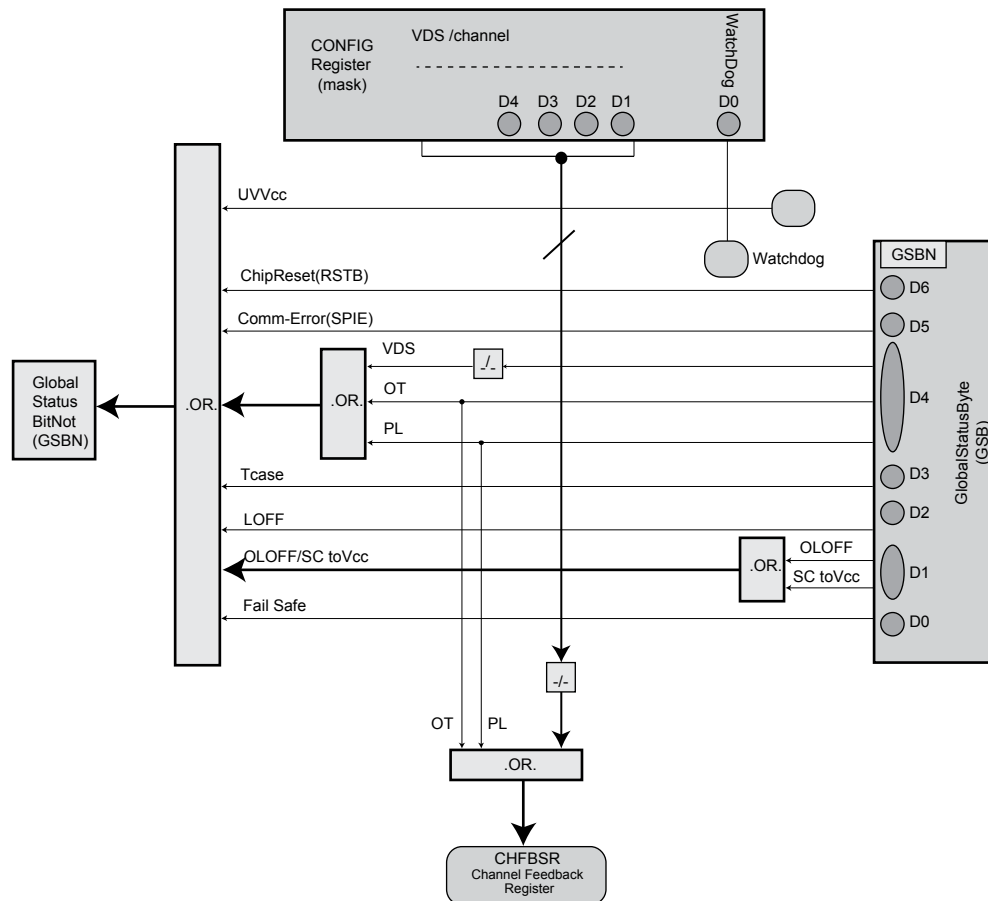 CONFIG
Register
(mask)
VDS /channel
WatchDog
D4
D3
D2
D1
D0
UVVcc
Watchdog
GSBN
ChipReset(RSTB)
D6
Comm-Error(SPIE)
D5
VDS
-/-
OT
D4
PL
Global
Status
BitNot
(GSBN)
.OR.
.OR.
GlobalStatusByte
(GSB)
Tcase
D3
LOFF
D2
OLOFF/SC toVcc
.OR.
OLOFF
SC toVcc
D1
Fail Safe
D0
-/-
OT
PL
.OR.
CHFBSR
Channel Feedback
Register